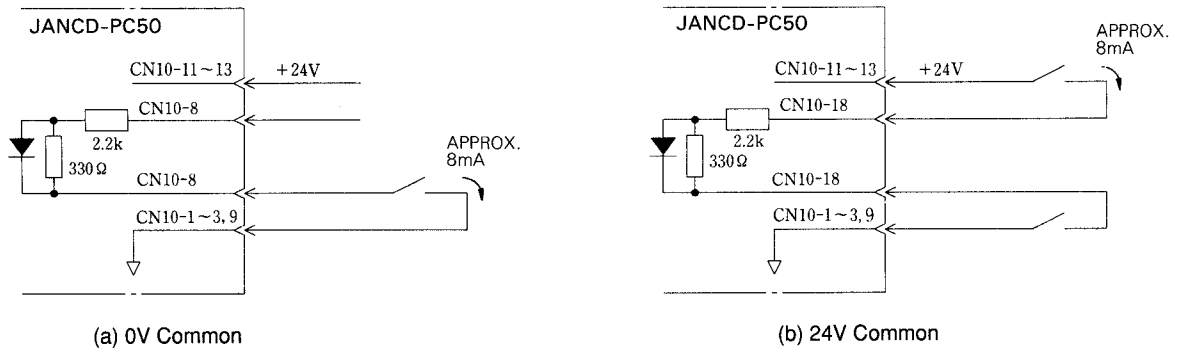 JANCD-PC50
CN10-11~13 +24V
CN10-8
2.2k
330Ω
CN10-8
CN10-1~3, 9
APPROX.
8mA
(a) 0V Common
JANCD-PC50
CN10-11~13 +24V
CN10-18
2.2k
330Ω
CN10-18
CN10-1~3, 9
APPROX.
8mA
(b) 24V Common